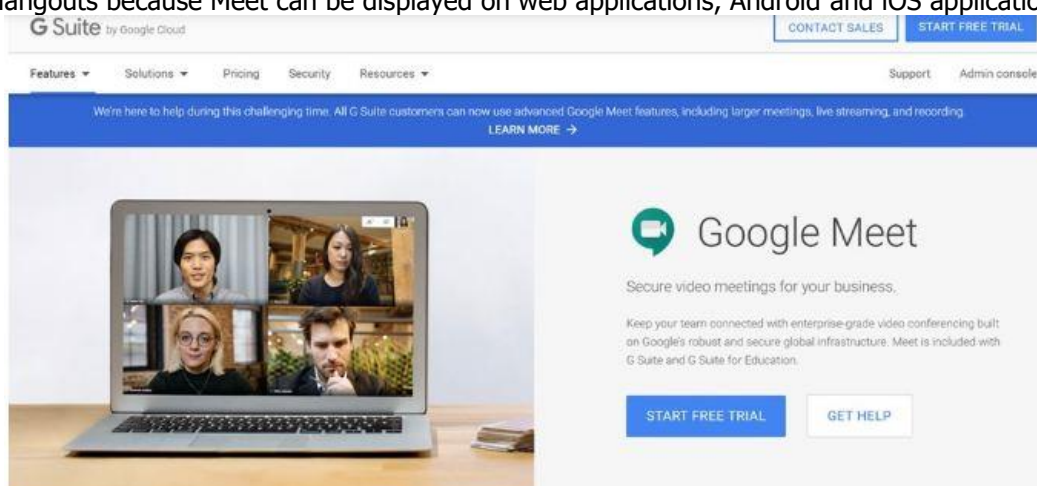 hangouts because Meet can be displayed on web applications, Android and iOS applicatio
G Suite by Google Cloud
CONTACT SALES
START FREE TRIAL
Features
Solutions
Pricing
Security
Resources
Support
Admin console
We're here to help during this challenging time. All G Suite customers can now use advanced Google Meet features, including larger meetings, live streaming, and recording.
LEARN MORE →
Google Meet
Secure video meetings for your business.
Keep your team connected with enterprise-grade video conferencing built
on Google's robust and secure global infrastructure. Meet is included with
G Suite and G Suite for Education.
START FREE TRIAL
GET HELP